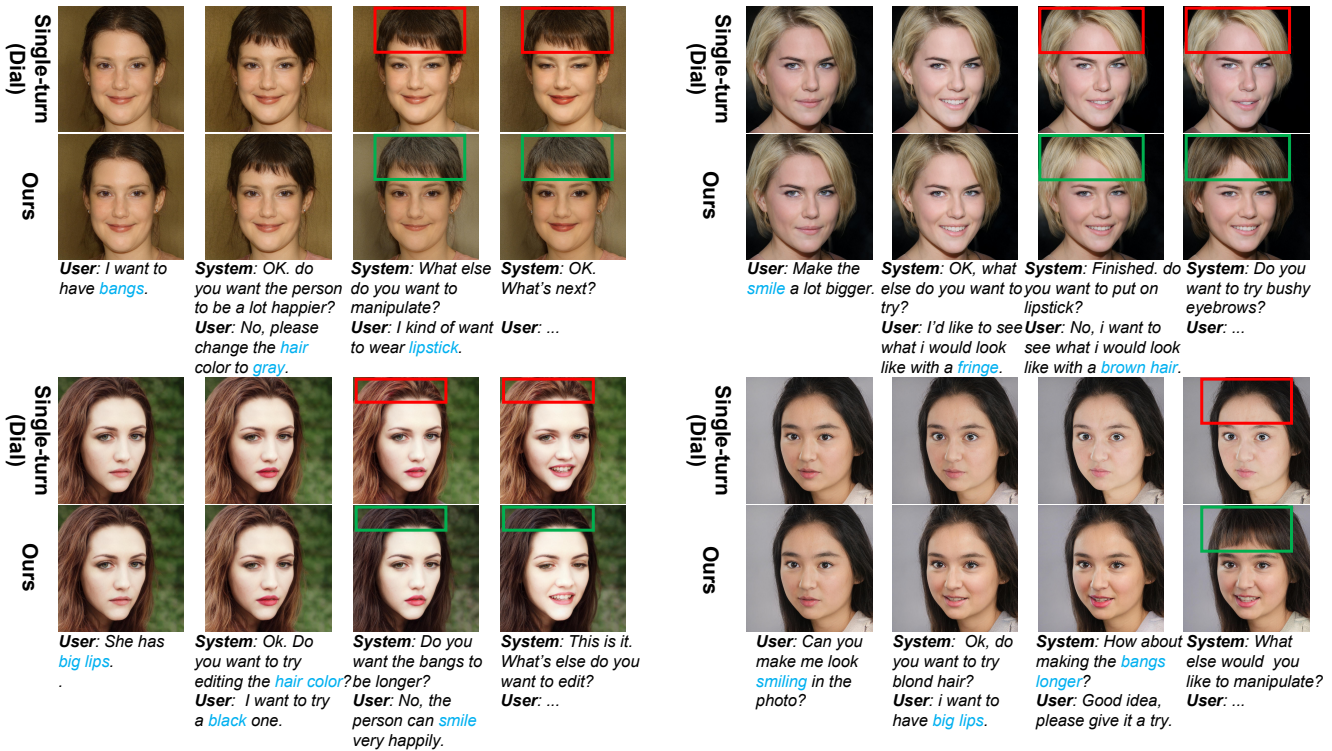 Single-turn
(Dial)
Ours
User: I want to
have bangs.
System: OK. do
you want the person
to be a lot happier?
User: No, please
change the hair
color to gray.
System: What else
do you want to
manipulate?
User: I kind of want
to wear lipstick.
System: OK.
What's next?
User: ...
Single-turn
(Dial)
Ours
User: Make the
smile a lot bigger.
System: OK, what
else do you want to
try?
User: I'd like to see
what i would look
like with a fringe.
System: Finished. do
you want to put on
lipstick?
User: No, i want to
see what i would look
like with a brown hair.
System: Do you
want to try bushy
eyebrows?
User: ...
Single-turn
(Dial)
Ours
User: She has
big lips.
.
System: Ok. Do
you want to try
editing the hair color?
User: I want to try
a black one.
System: Do you
want the bangs to
be longer?
User: No, the
person can smile
very happily.
System: This is it.
What's else do you
want to edit?
User: ...
Single-turn
(Dial)
Ours
User: Can you
make me look
smiling in the
photo?
System: Ok, do
you want to try
blond hair?
User: i want to
have big lips.
System: How about
making the bangs
longer?
User: Good idea,
please give it a try.
System: What
else would you
like to manipulate?
User: ...